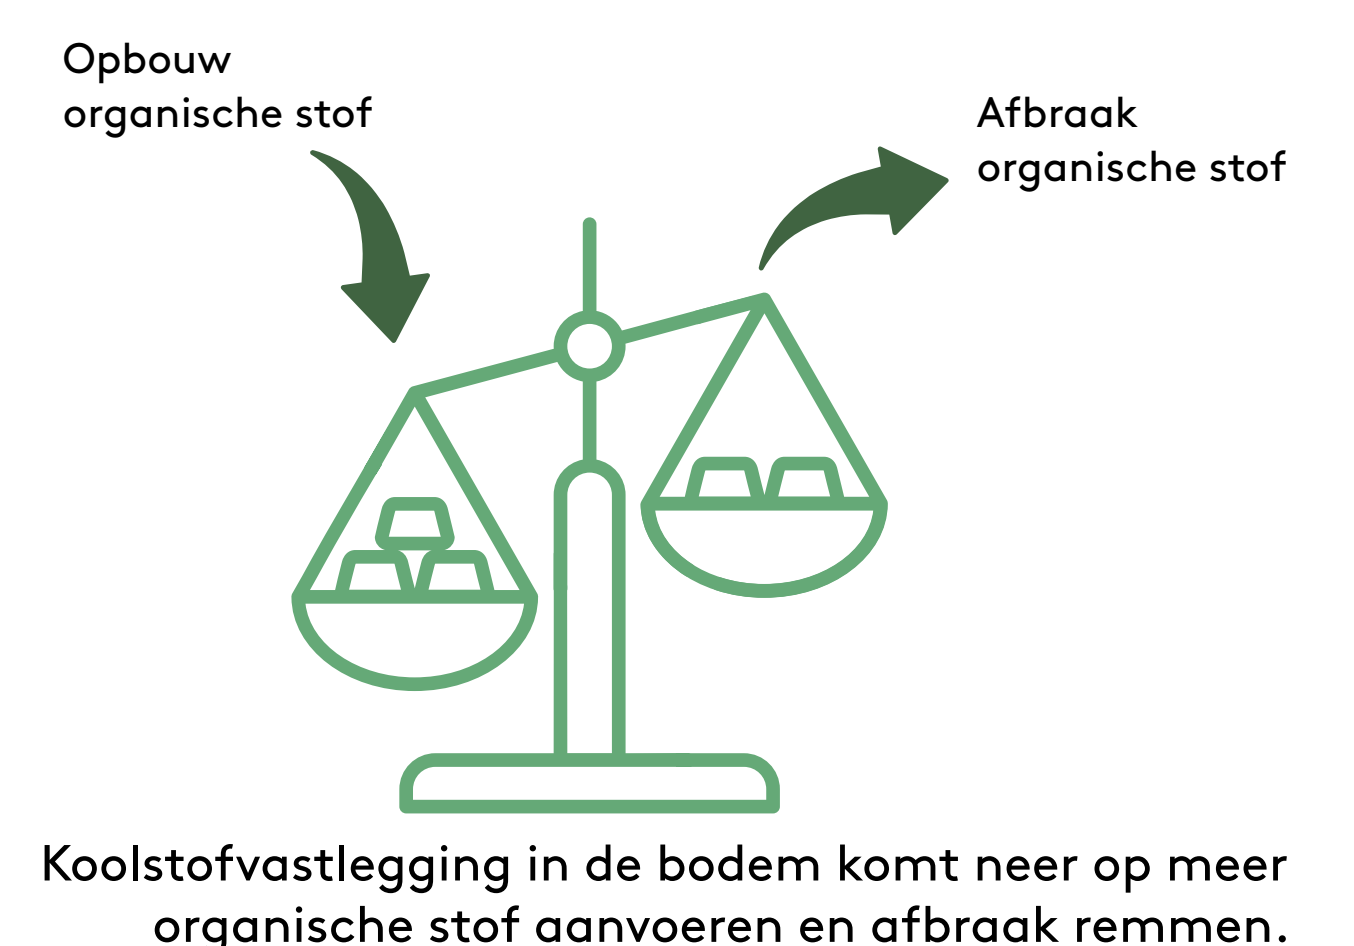 Opbouw
organische stof
Afbraak
organische stof
Koolstofvastlegging in de bodem komt neer op meer
organische stof aanvoeren en afbraak remmen.